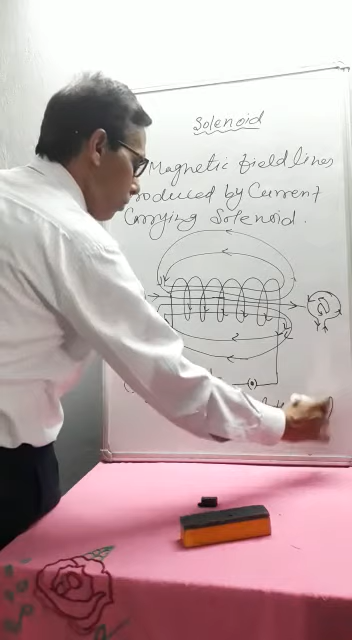 Solenoid
Magnetic field lines
produced by Current
Carrying Solenoid.